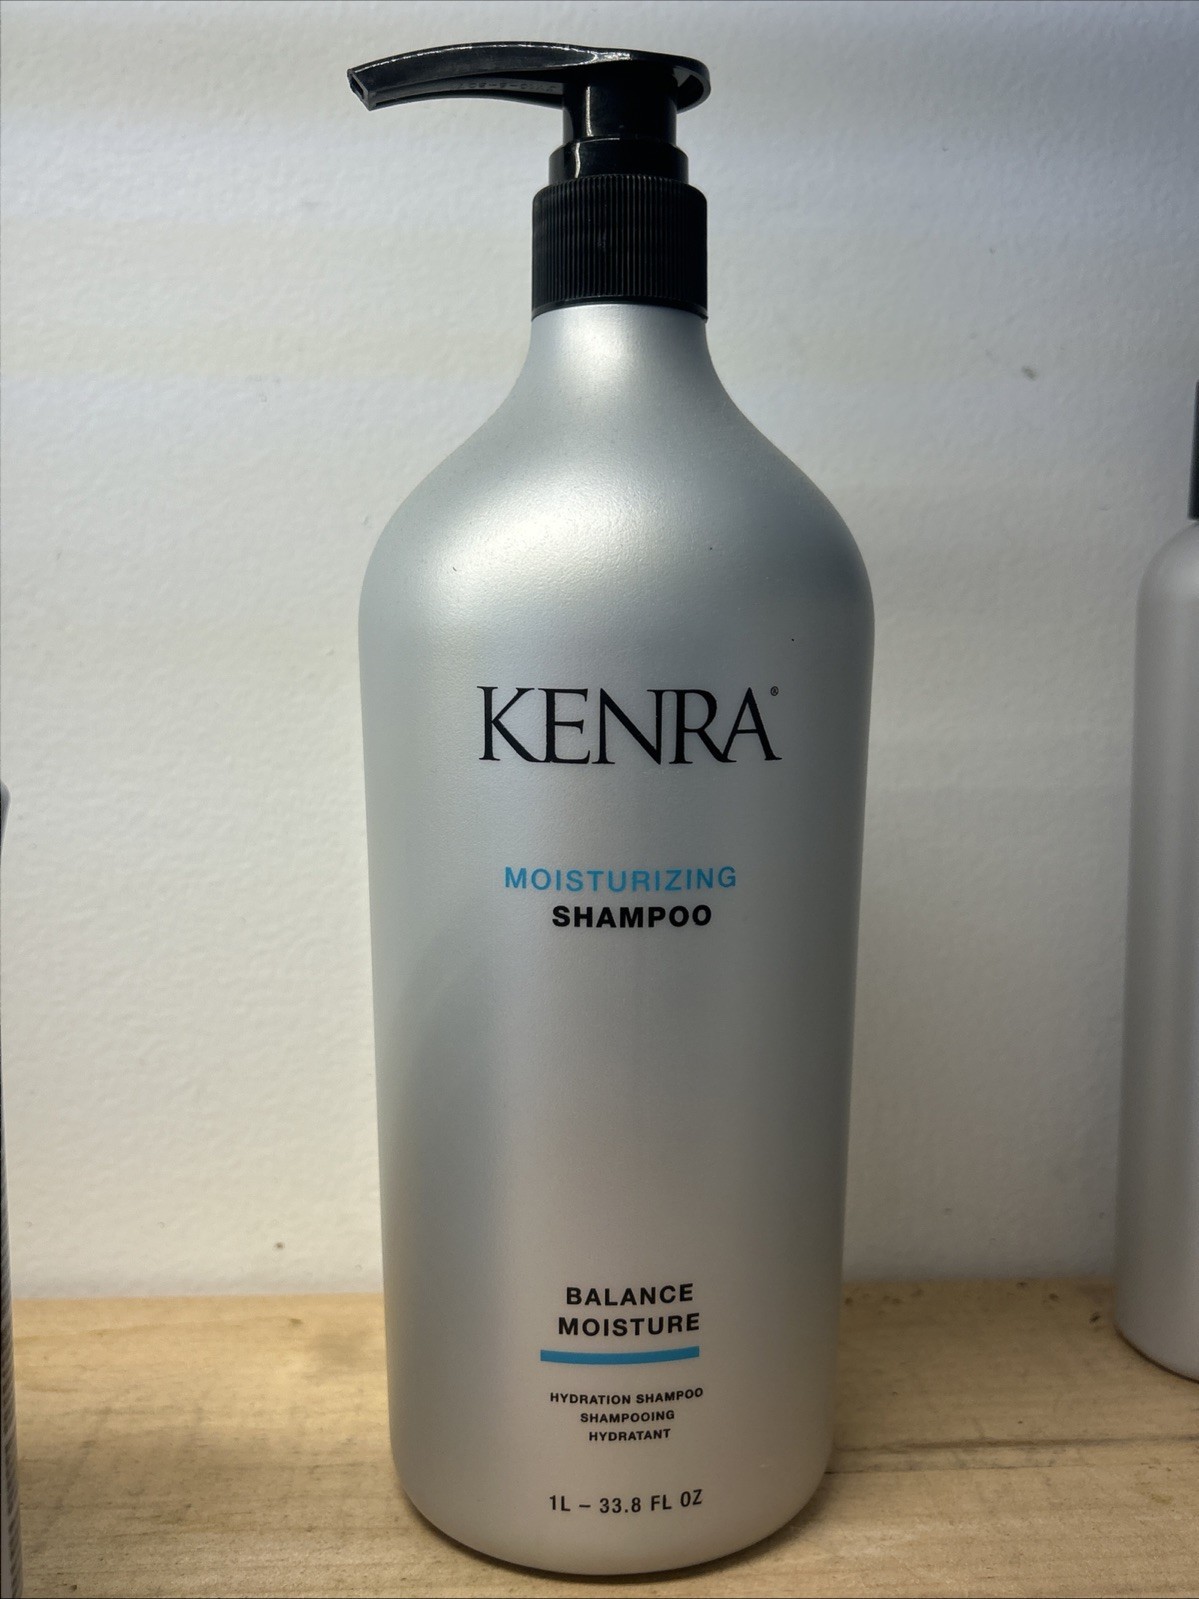 KENRA®
MOISTURIZING
SHAMPOO
BALANCE
MOISTURE
HYDRATION SHAMPOO
SHAMPOOING
HYDRATANT
1L – 33.8 FL OZ